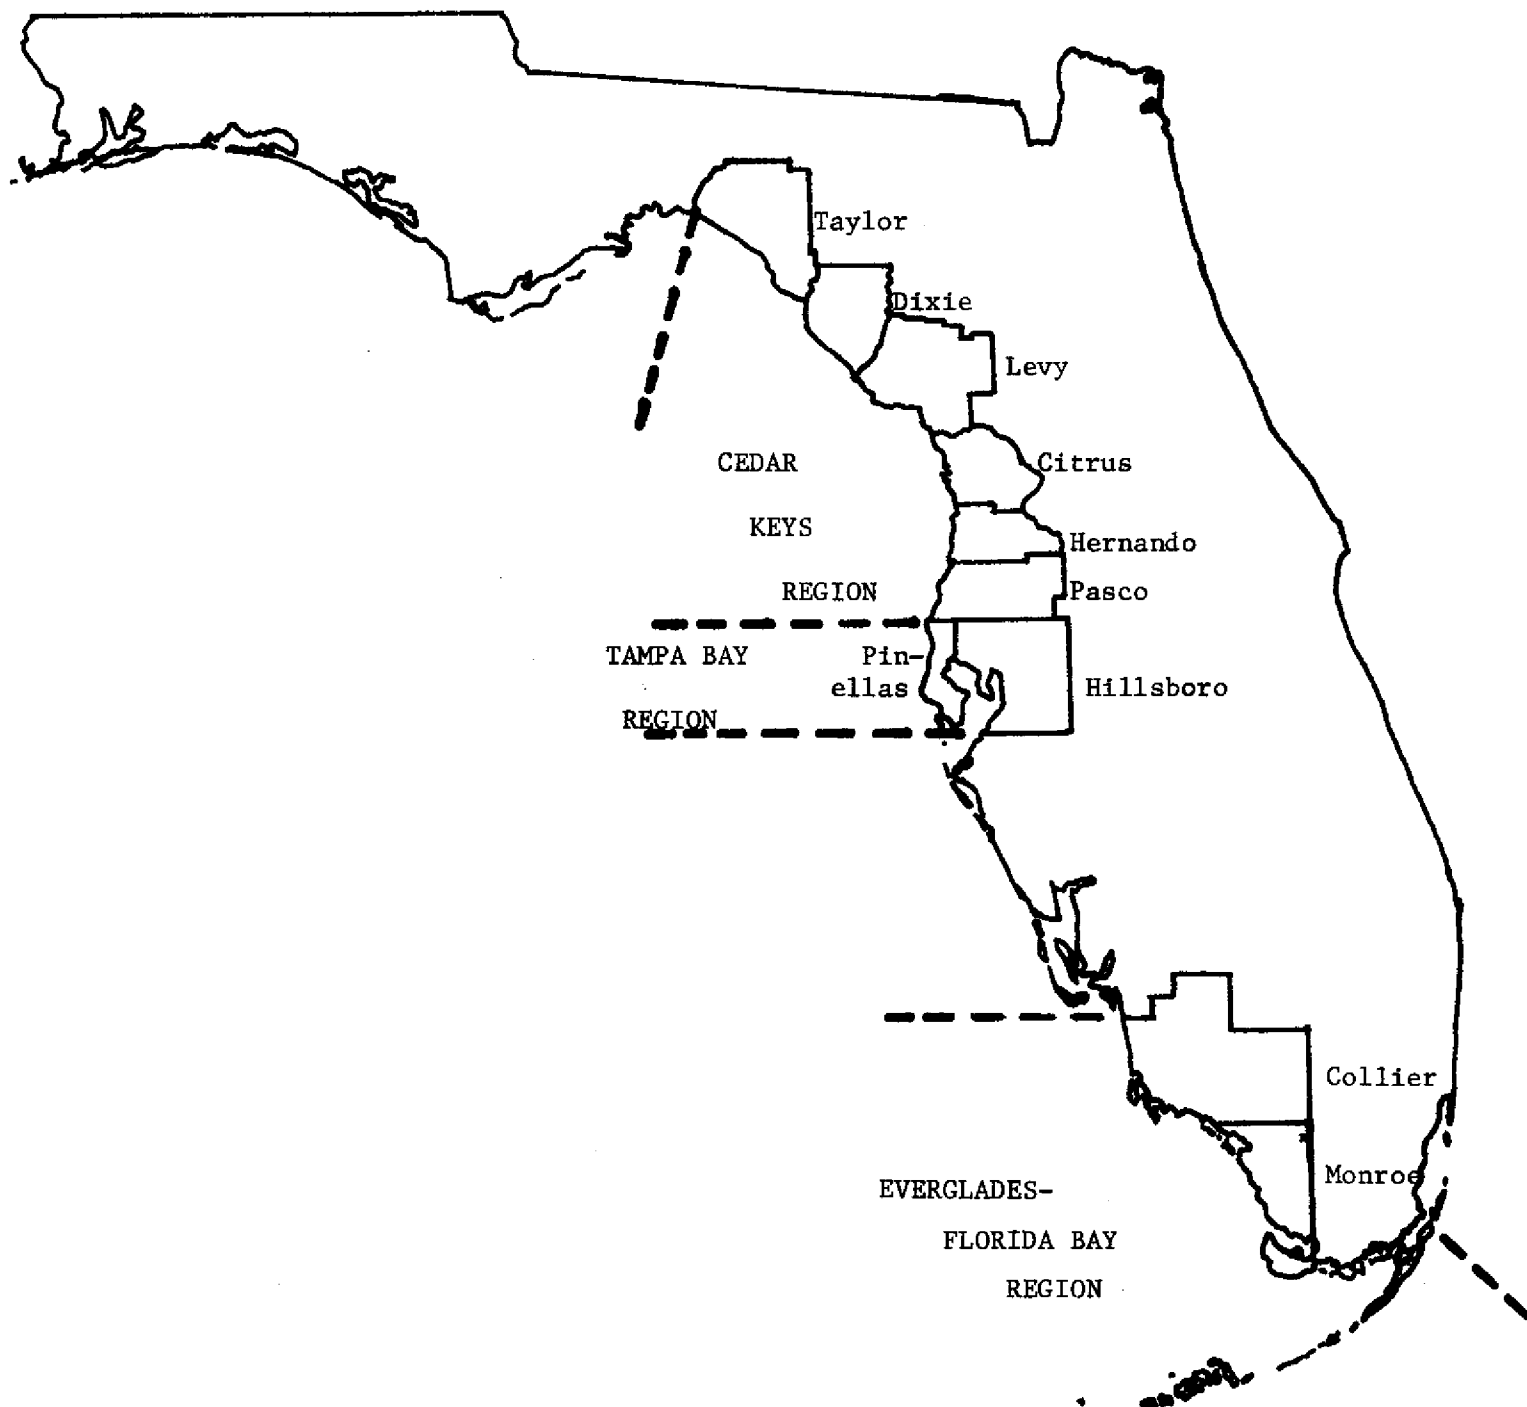 Taylor
Dixie
Levy
CEDAR
Citrus
KEYS
Hernando
REGION
Pasco
TAMPA BAY
Pin-
ellas
Hillsboro
REGION
Collier
Monroe
EVERGLADES-
FLORIDA BAY
REGION